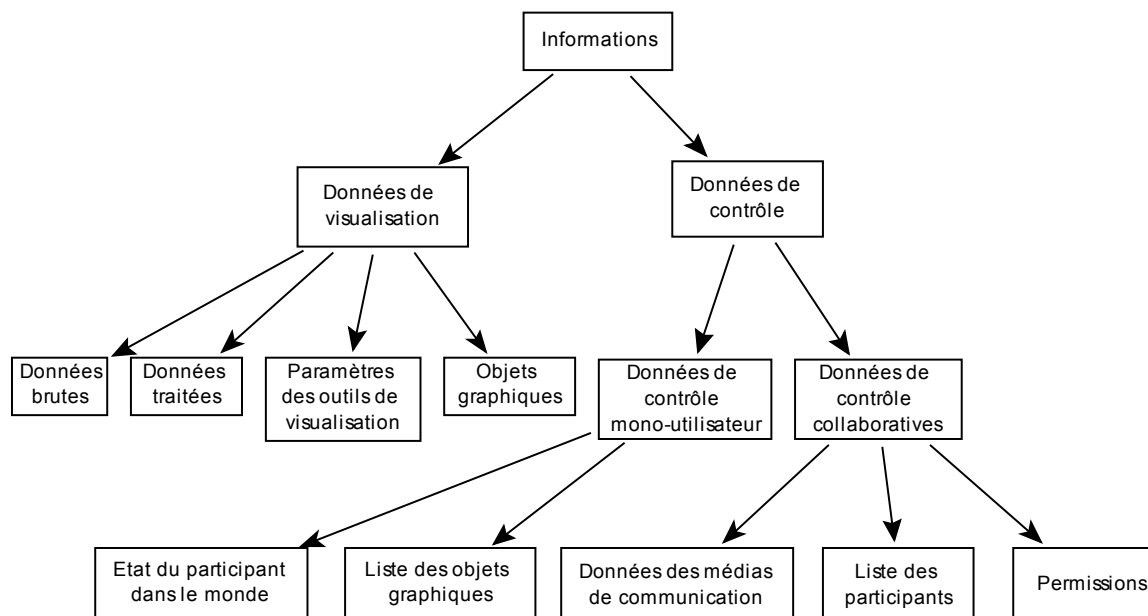 Informations
Données de
visualisation
Données de
contrôle
Données
brutes
Données
traitées
Paramètres
des outils de
visualisation
Objets
graphiques
Données de
contrôle
mono-utilisateur
Données de
contrôle
collaboratives
Etat du participant
dans le monde
Liste des objets
graphiques
Données des médias
de communication
Liste des
participants
Permissions